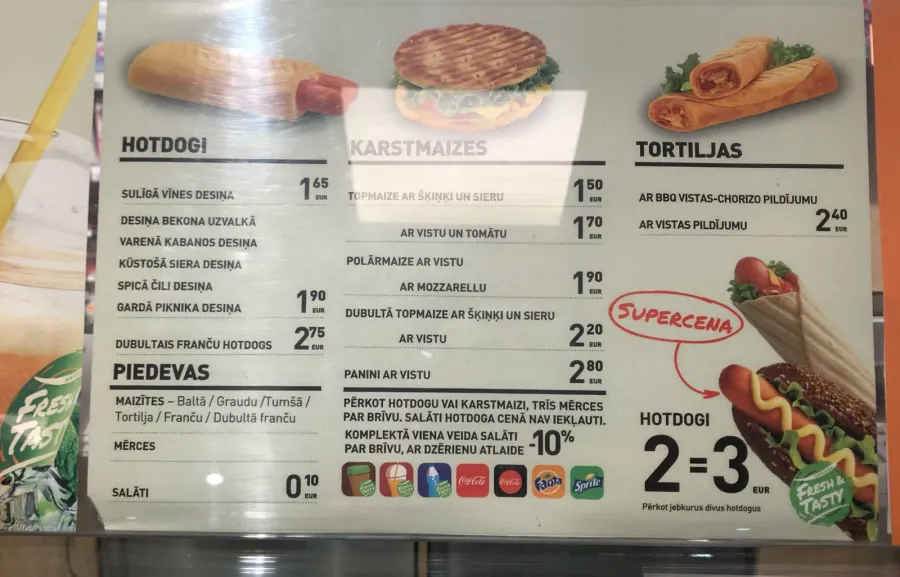 HOTDOGI
SULĪGĀ VĪNES DESIŅA 1 65 EUR
DESIŅA BEKONA UZVALKĀ
VARENĀ KABANOS DESIŅA
KŪSTOŠĀ SIERA DESIŅA
SPICĀ ČILI DESIŅA
GARDĀ PIKNIKA DESIŅA 1 90 EUR
DUBULTAIS FRANČU HOTDOGS 2 75 EUR
PIEDEVAS
MAIZĪTES – Baltā / Graudu / Tumšā /
Tortilja / Franču / Dubultā franču
MĒRCES
SALĀTI 0 10 EUR
KARSTMAIZES
TOPMAIZE AR ŠĶIŅĶI UN SIERU 1 50 EUR
AR VISTU UN TOMĀTU 1 70 EUR
POLĀRMAIZE AR VISTU
AR MOZZARELLU 1 90 EUR
DUBULTĀ TOPMAIZE AR ŠĶIŅĶI UN SIERU
AR VISTU 2 20 EUR
PANINI AR VISTU 2 80 EUR
PĒRKOT HOTDOGU VAI KARSTMAIZI, TRĪS MĒRCES
PAR BRĪVU. SALĀTI HOTDOGA CENĀ NAV IEKĻAUTI.
KOMPLEKTĀ VIENA VEIDA SALĀTI
PAR BRĪVU, AR DZĒRIENU ATLAIDE -10%
Coca-Cola
Coca-Cola
Fanta
Sprite
TORTILJAS
AR BBQ VISTAS-CHORIZO PILDĪJUMU
AR VISTAS PILDĪJUMU 2 40 EUR
SUPERCENA
HOTDOGI
2=3 EUR
Pērkot jebkurus divus hotdogus
FRESH &
TASTY
FRESH
TASTY